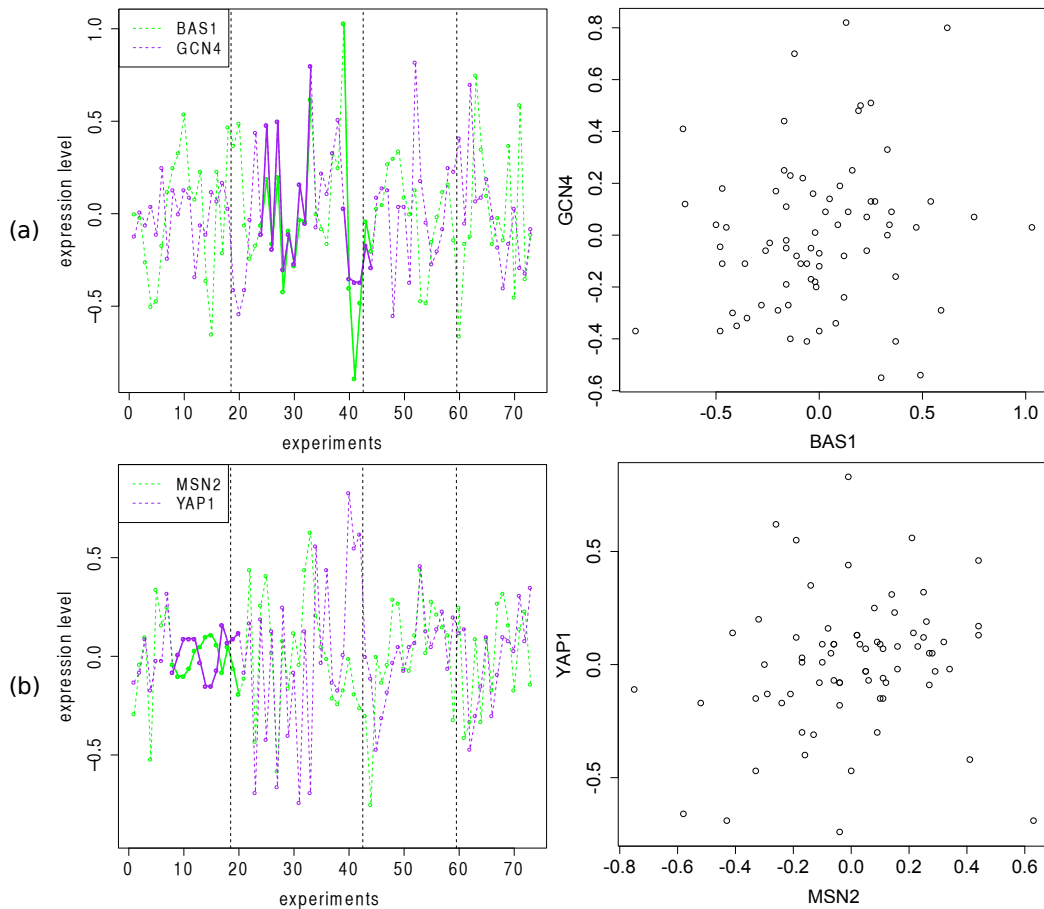 (a)
BAS1
GCN4
expression level
1.0
0.5
0.0
−0.5
0 10 20 30 40 50 60 70
experiments
GCN4
0.8
0.6
0.4
0.2
0.0
-0.2
-0.4
-0.6
-0.5 0.0 0.5 1.0
BAS1
(b)
MSN2
YAP1
expression level
0.5
0.0
−0.5
0 10 20 30 40 50 60 70
experiments
YAP1
0.5
0.0
-0.5
-0.8 -0.6 -0.4 -0.2 0.0 0.2 0.4 0.6
MSN2